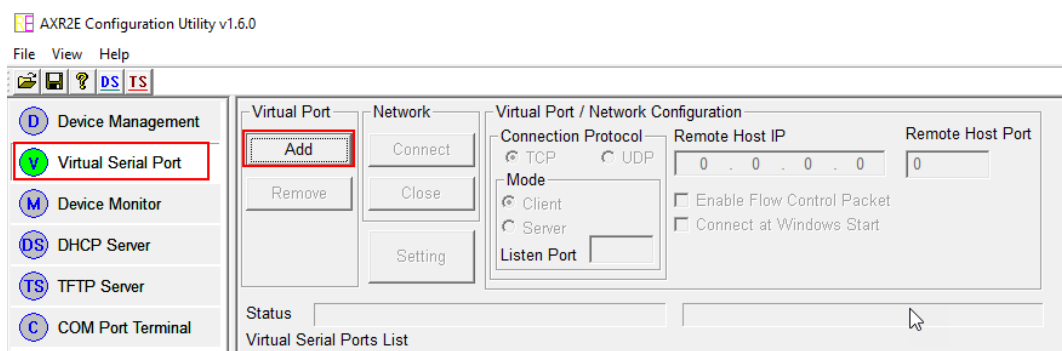 AXR2E Configuration Utility v1.6.0
File View Help
DS TS
D Device Management
V Virtual Serial Port
M Device Monitor
DS DHCP Server
TS TFTP Server
C COM Port Terminal
Virtual Port
Add
Remove
Network
Connect
Close
Setting
Virtual Port / Network Configuration
Connection Protocol
TCP UDP
Mode
Client
Server
Listen Port
Remote Host IP
0 . 0 . 0 . 0
Remote Host Port
0
Enable Flow Control Packet
Connect at Windows Start
Status
Virtual Serial Ports List